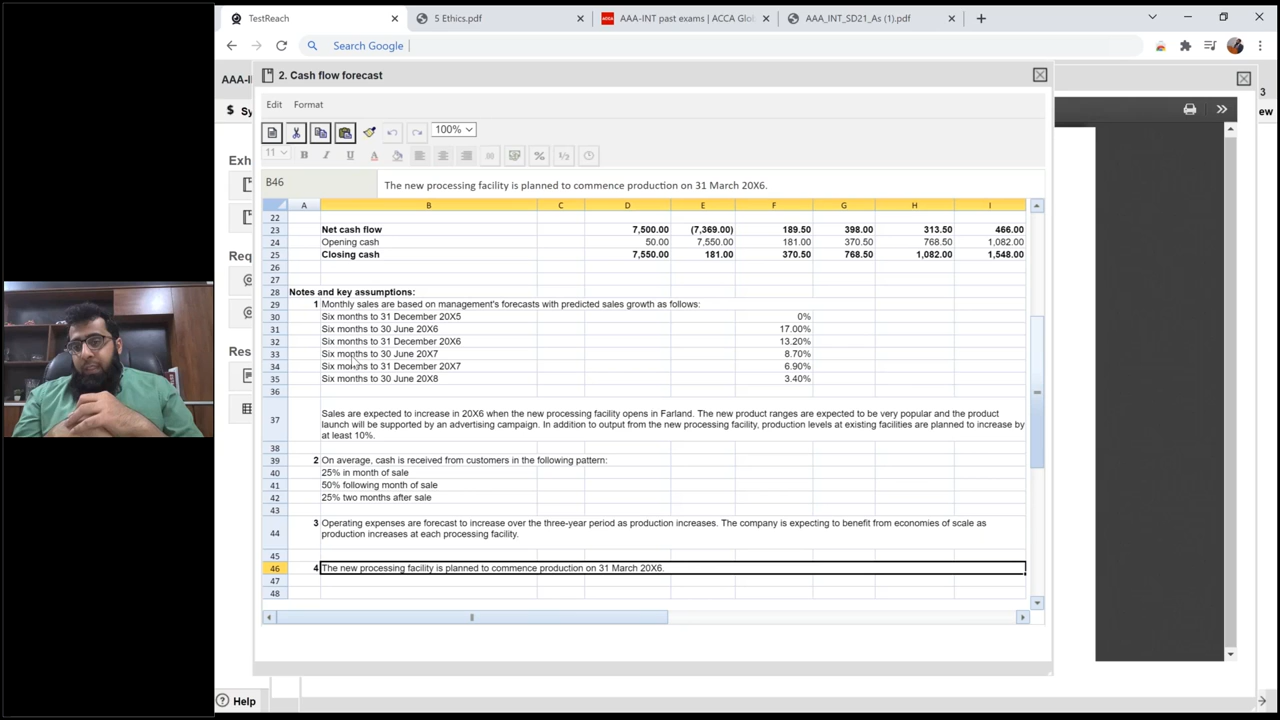 TestReach
5 Ethics.pdf
AAA-INT past exams | ACCA Glo
AAA_INT_SD21_As (1).pdf
Search Google
AAA-I
3
$ Sy
ew
Exh
Req
Res
Help
2. Cash flow forecast
Edit Format
100%
11 B I U A % 1/2
B46 The new processing facility is planned to commence production on 31 March 20X6.
A B C D E F G H I
22
23 Net cash flow 7,500.00 (7,369.00) 189.50 398.00 313.50 466.00
24 Opening cash 50.00 7,550.00 181.00 370.50 768.50 1,082.00
25 Closing cash 7,550.00 181.00 370.50 768.50 1,082.00 1,548.00
26
27
28 Notes and key assumptions:
29 1 Monthly sales are based on management's forecasts with predicted sales growth as follows:
30 Six months to 31 December 20X5 0%
31 Six months to 30 June 20X6 17.00%
32 Six months to 31 December 20X6 13.20%
33 Six months to 30 June 20X7 8.70%
34 Six months to 31 December 20X7 6.90%
35 Six months to 30 June 20X8 3.40%
36
Sales are expected to increase in 20X6 when the new processing facility opens in Farland. The new product ranges are expected to be very popular and the product
37 launch will be supported by an advertising campaign. In addition to output from the new processing facility, production levels at existing facilities are planned to increase by
at least 10%.
38
39 2 On average, cash is received from customers in the following pattern:
40 25% in month of sale
41 50% following month of sale
42 25% two months after sale
43
3 Operating expenses are forecast to increase over the three-year period as production increases. The company is expecting to benefit from economies of scale as
44 production increases at each processing facility.
45
46 4 The new processing facility is planned to commence production on 31 March 20X6.
47
48